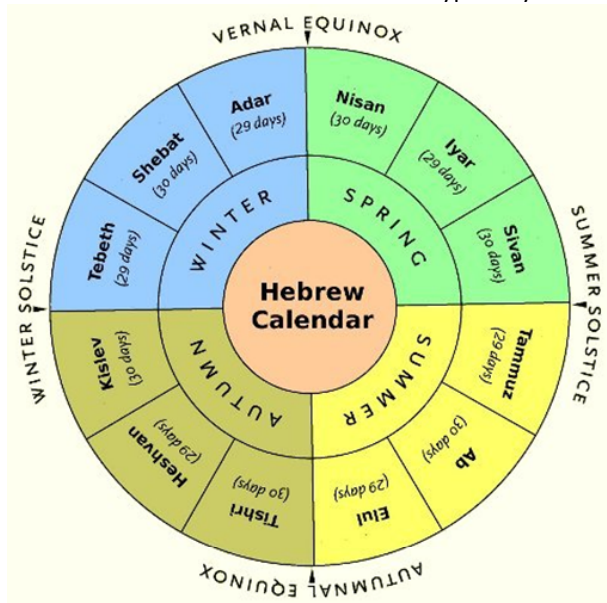 VERNAL EQUINOX
Nisan
(30 days)
Iyar
(29 days)
Sivan
(30 days)
SPRING
SUMMER SOLSTICE
Tammuz
(29 days)
Ab
(30 days)
Elul
(29 days)
SUMMER
AUTUMNAL EQUINOX
Tishri
(30 days)
Heshvan
(29 days)
Kislev
(30 days)
AUTUMN
WINTER SOLSTICE
Tebeth
(29 days)
Shebat
(30 days)
Adar
(29 days)
WINTER
Hebrew
Calendar